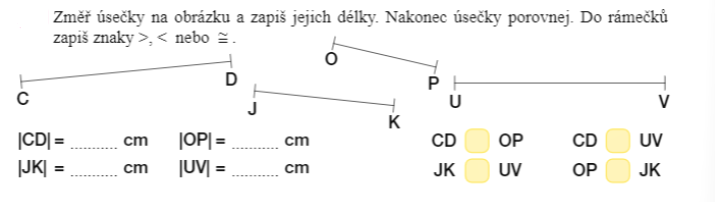 Změř úsečky na obrázku a zapiš jejich délky. Nakonec úsečky porovnej. Do rámečků
zapiš znaky >, < nebo ≅.
O
D
P
C
J
U
V
K
|CD| = .......... cm |OP| = .......... cm CD OP CD UV
|JK| = .......... cm |UV| = .......... cm JK UV OP JK